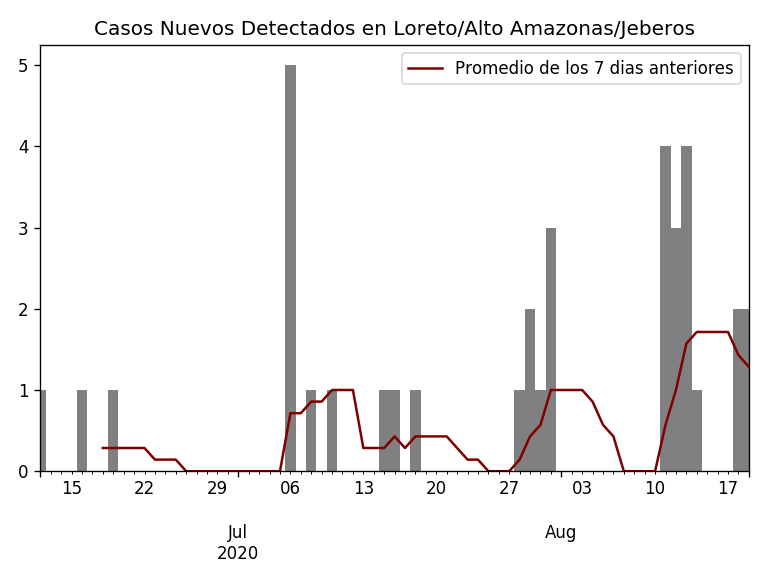 Casos Nuevos Detectados en Loreto/Alto Amazonas/Jeberos
Promedio de los 7 dias anteriores
5
4
3
2
1
0
15 22 29 06 13 20 27 03 10 17
Jul Aug
2020